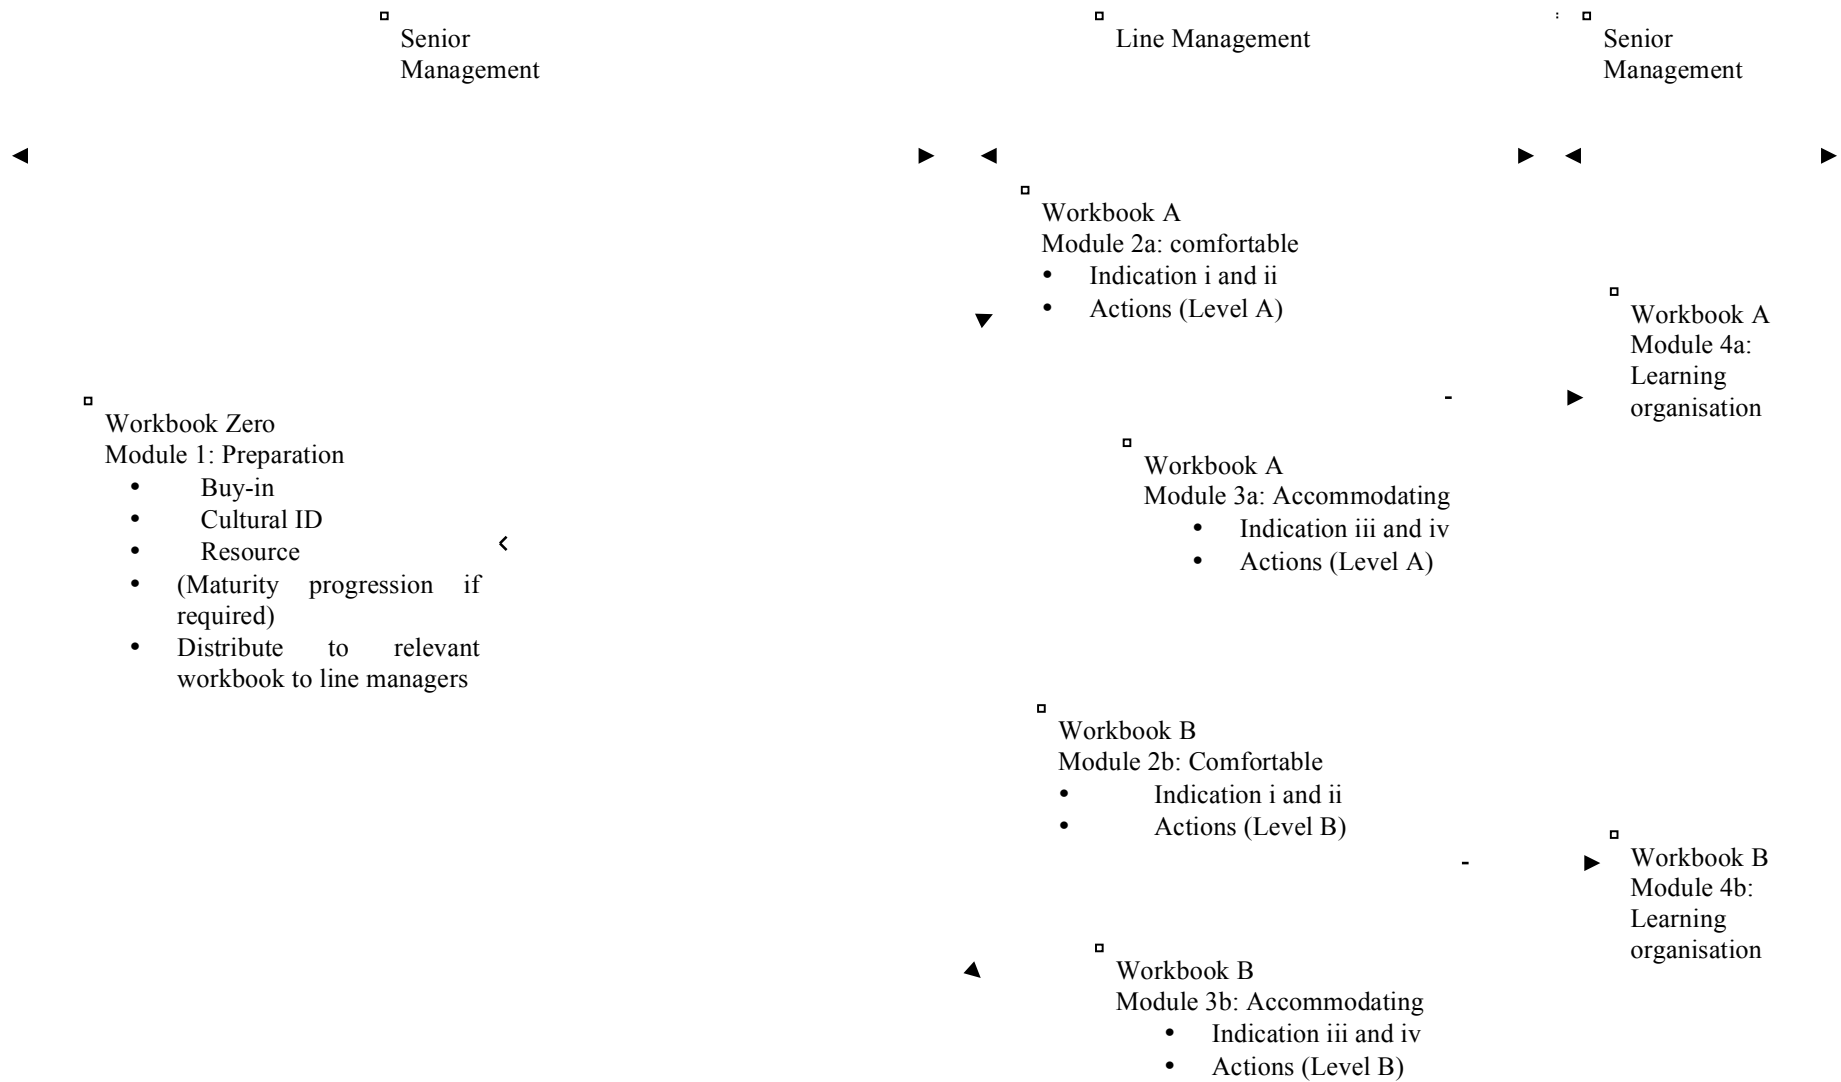 Senior
Management
Line Management
Senior
Management
Workbook Zero
Module 1: Preparation
• Buy-in
• Cultural ID
• Resource
• (Maturity progression if
required)
• Distribute to relevant
workbook to line managers
Workbook A
Module 2a: comfortable
• Indication i and ii
• Actions (Level A)
Workbook A
Module 3a: Accommodating
• Indication iii and iv
• Actions (Level A)
Workbook B
Module 2b: Comfortable
• Indication i and ii
• Actions (Level B)
Workbook B
Module 3b: Accommodating
• Indication iii and iv
• Actions (Level B)
Workbook A
Module 4a:
Learning
organisation
Workbook B
Module 4b:
Learning
organisation